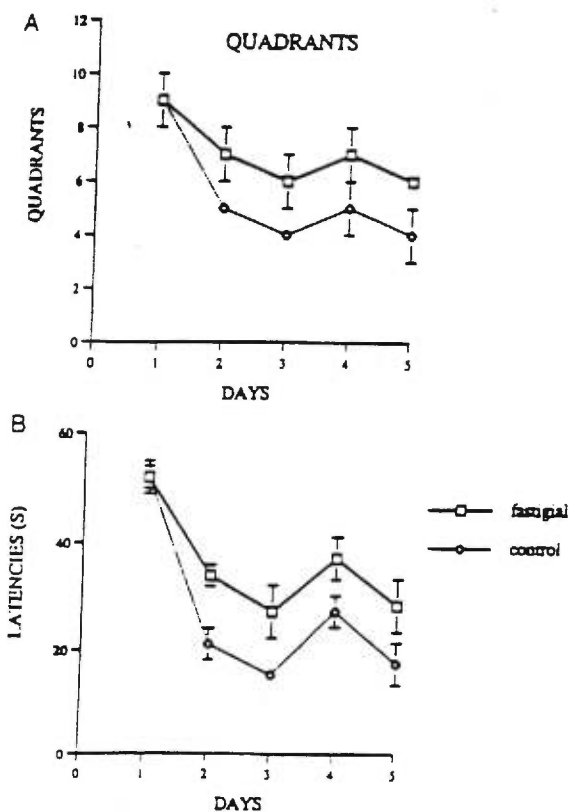 A
QUADRANTS
QUADRANTS
12
10
8
6
4
2
0
0 1 2 3 4 5
DAYS
B
LATENCIES (S)
60
40
20
0
0 1 2 3 4 5
DAYS
fastigial
control